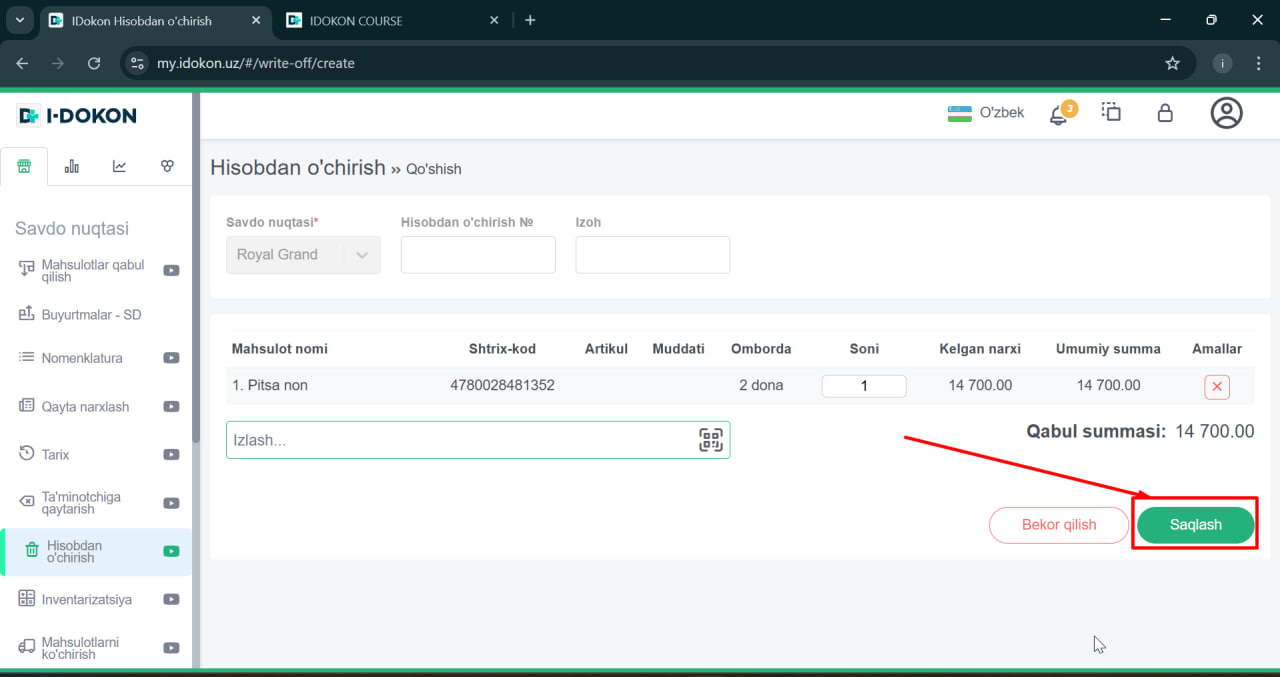 IDokon Hisobdan o'chirish
IDOKON COURSE
my.idokon.uz/#/write-off/create
i
I-DOKON
O'zbek
3
Savdo nuqtasi
Mahsulotlar qabul
qilish
Buyurtmalar - SD
Nomenklatura
Qayta narxlash
Tarix
Ta'minotchiga
qaytarish
Hisobdan
o'chirish
Inventarizatsiya
Mahsulotlarni
ko'chirish
Hisobdan o'chirish » Qo'shish
Savdo nuqtasi* Hisobdan o'chirish № Izoh
Royal Grand
Mahsulot nomi Shtrix-kod Artikul Muddati Omborda Soni Kelgan narxi Umumiy summa Amallar
1. Pitsa non 4780028481352 2 dona 1 14 700.00 14 700.00
Izlash...
Qabul summasi: 14 700.00
Bekor qilish Saqlash